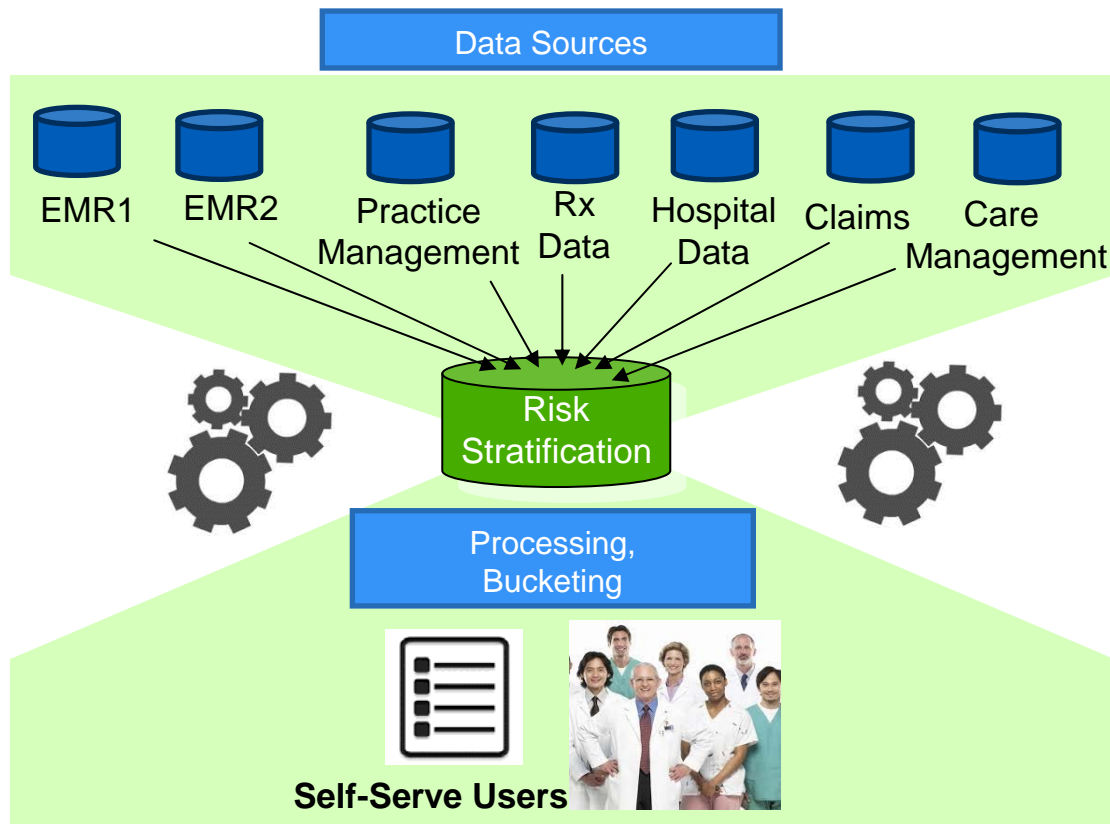 Data Sources
EMR1
EMR2
Practice
Management
Rx
Data
Hospital
Data
Claims
Care
Management
Risk
Stratification
Processing,
Bucketing
Self-Serve Users